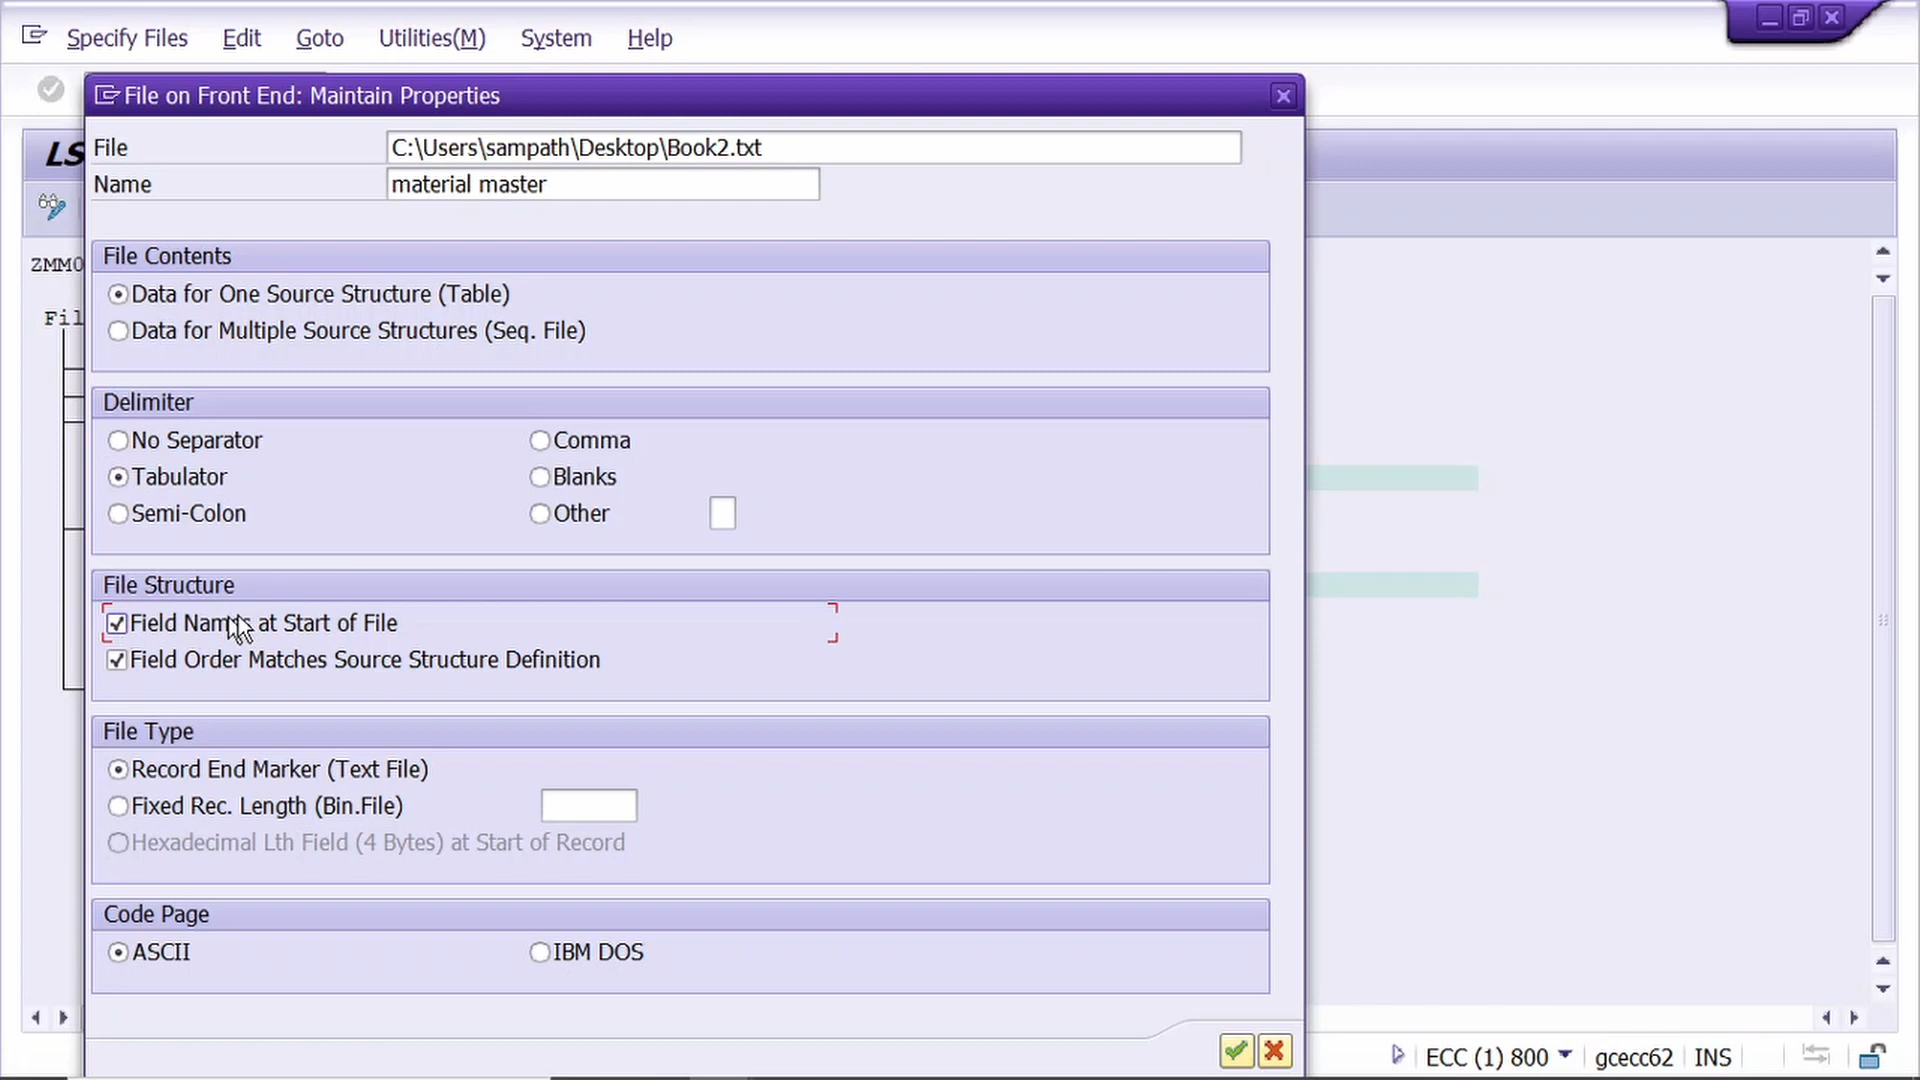 Specify Files Edit Goto Utilities(M) System Help
File on Front End: Maintain Properties
LS
File C:\Users\sampath\Desktop\Book2.txt
Name material master
ZMM0
Fil
File Contents
Data for One Source Structure (Table)
Data for Multiple Source Structures (Seq. File)
Delimiter
No Separator Comma
Tabulator Blanks
Semi-Colon Other
File Structure
Field Names at Start of File
Field Order Matches Source Structure Definition
File Type
Record End Marker (Text File)
Fixed Rec. Length (Bin.File)
Hexadecimal Lth Field (4 Bytes) at Start of Record
Code Page
ASCII IBM DOS
ECC (1) 800 gcecc62 INS